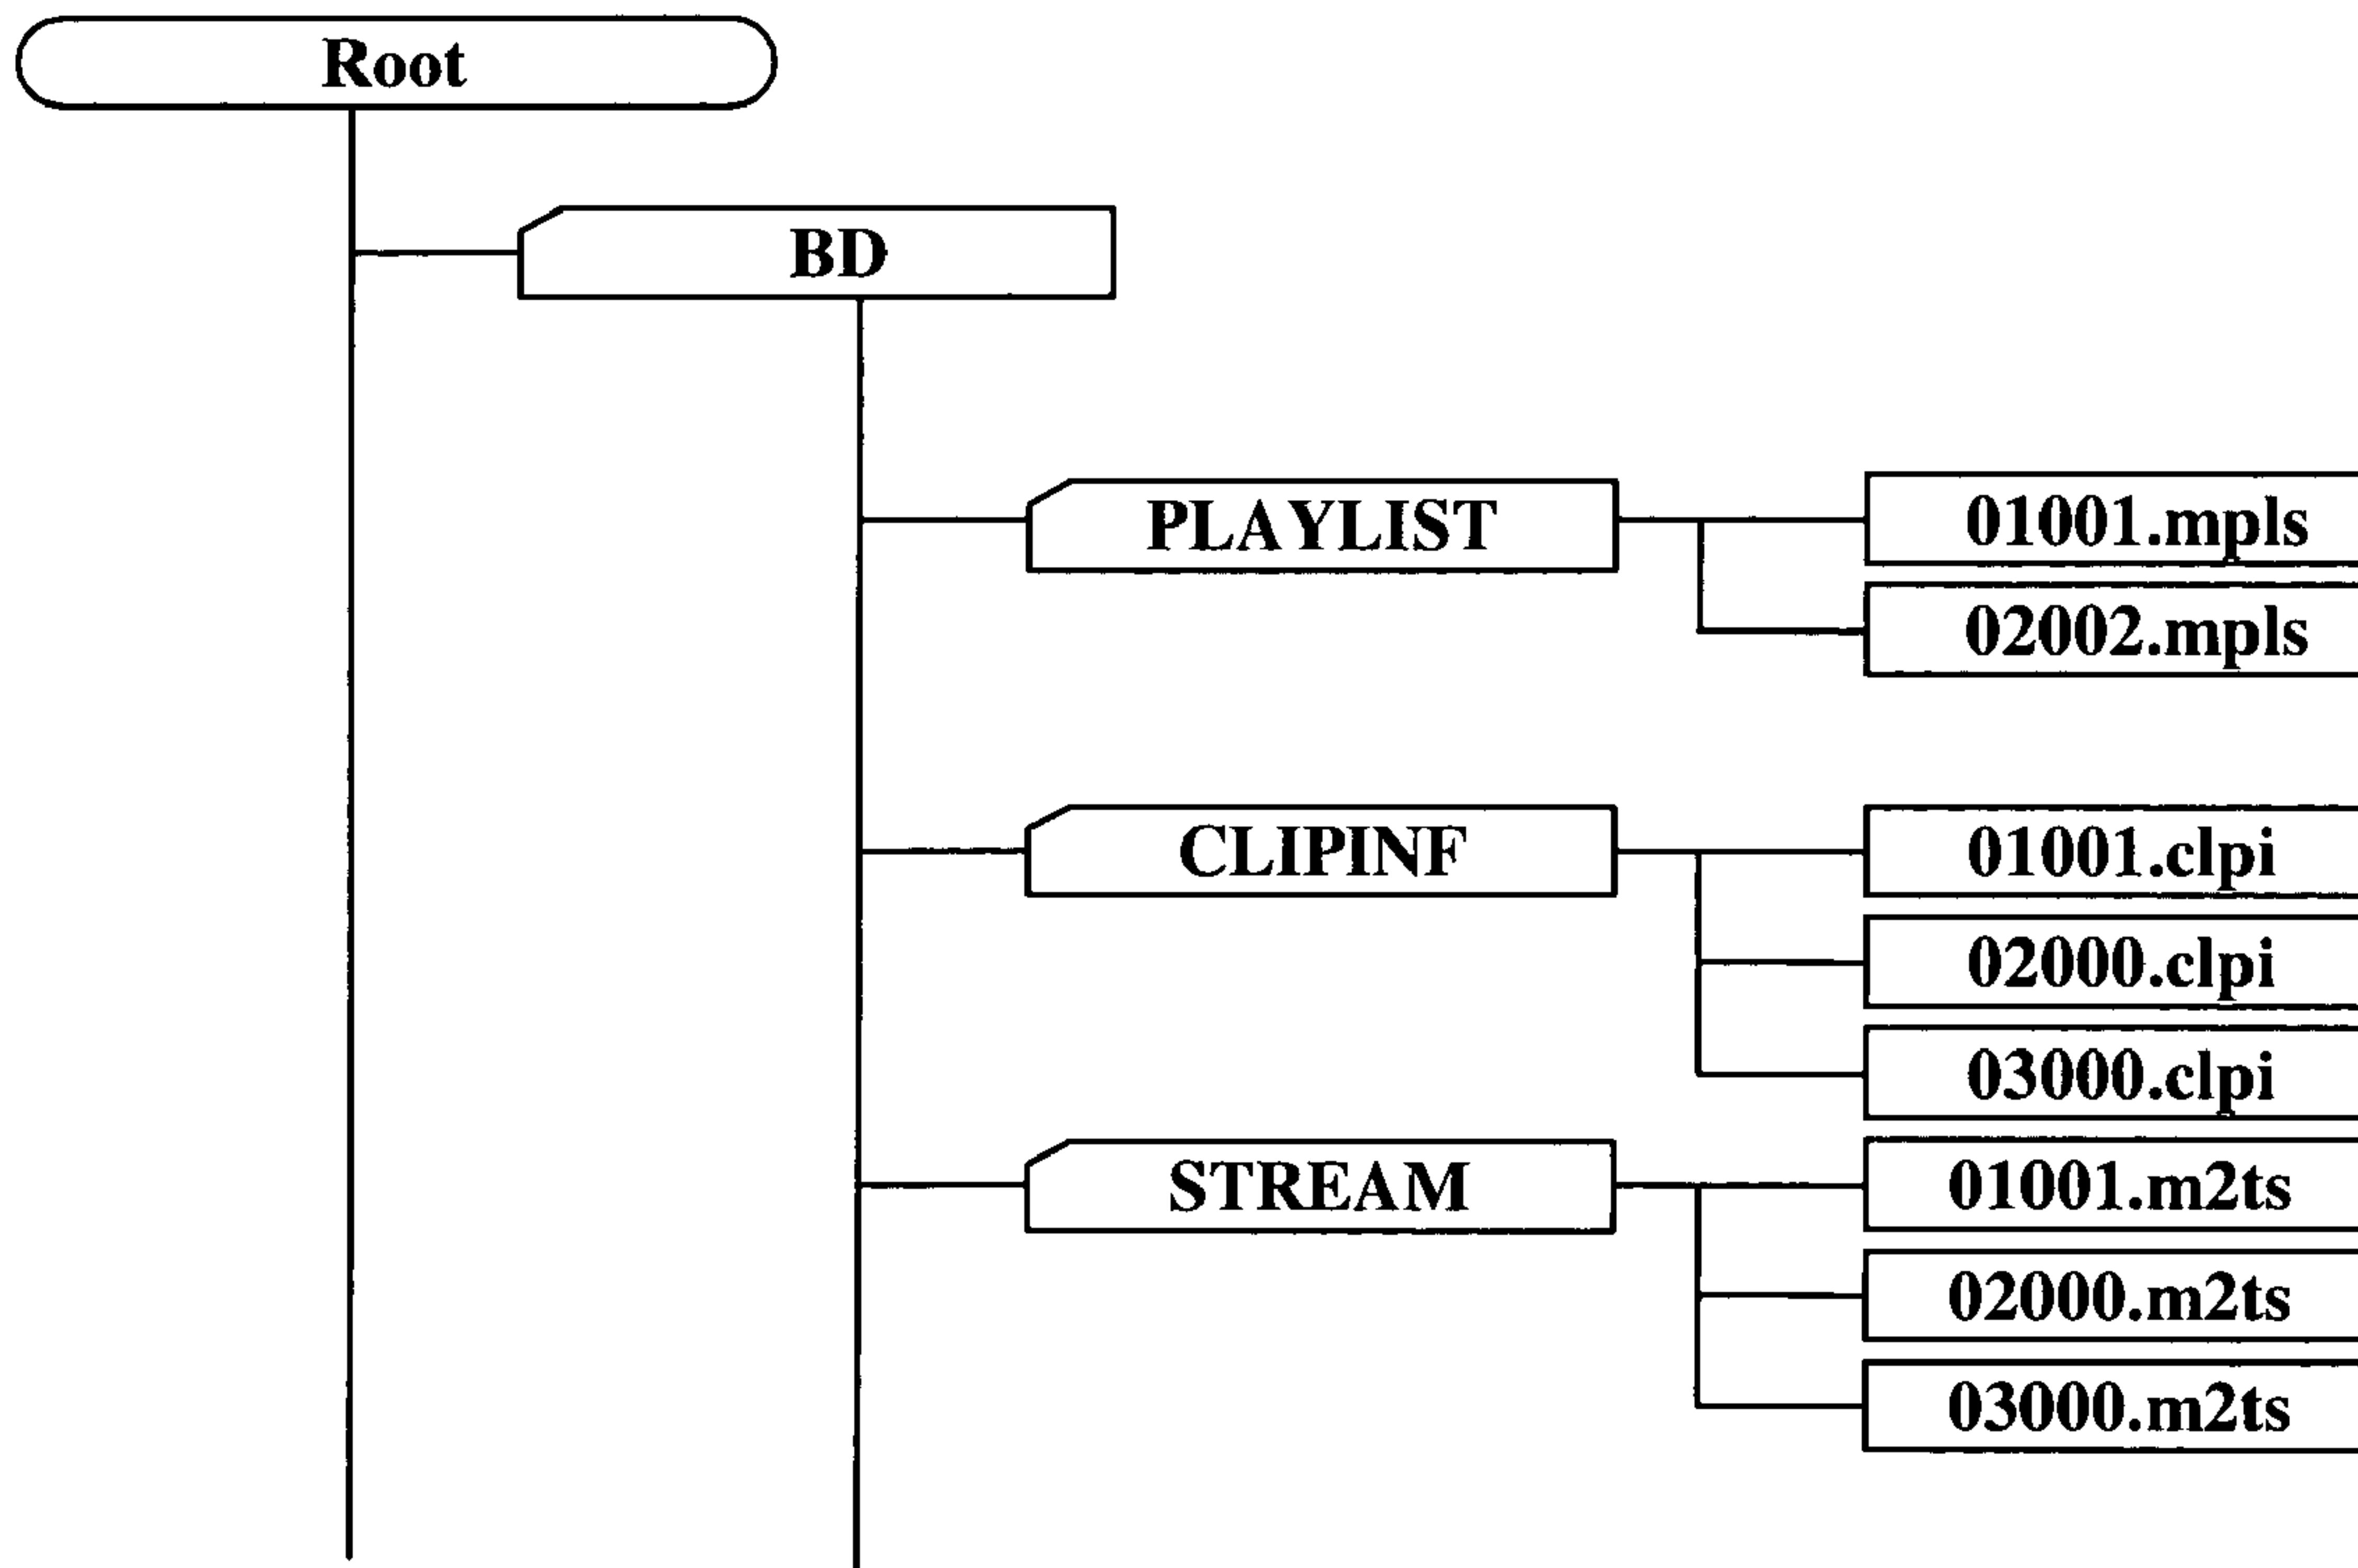 Root
BD
PLAYLIST
01001.mpls
02002.mpls
CLIPINF
01001.clpi
02000.clpi
03000.clpi
STREAM
01001.m2ts
02000.m2ts
03000.m2ts